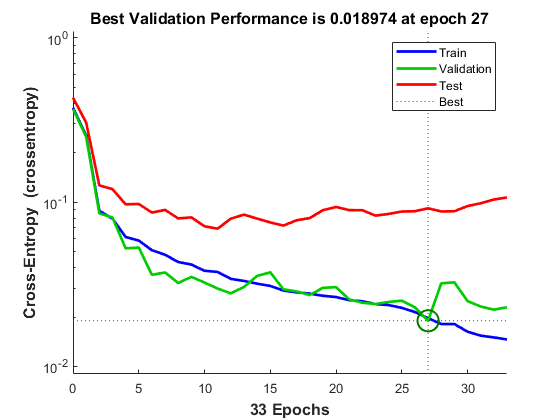 Best Validation Performance is 0.018974 at epoch 27
Train
Validation
Test
Best
10^0
10^-1
10^-2
Cross-Entropy (crossentropy)
0 5 10 15 20 25 30
33 Epochs